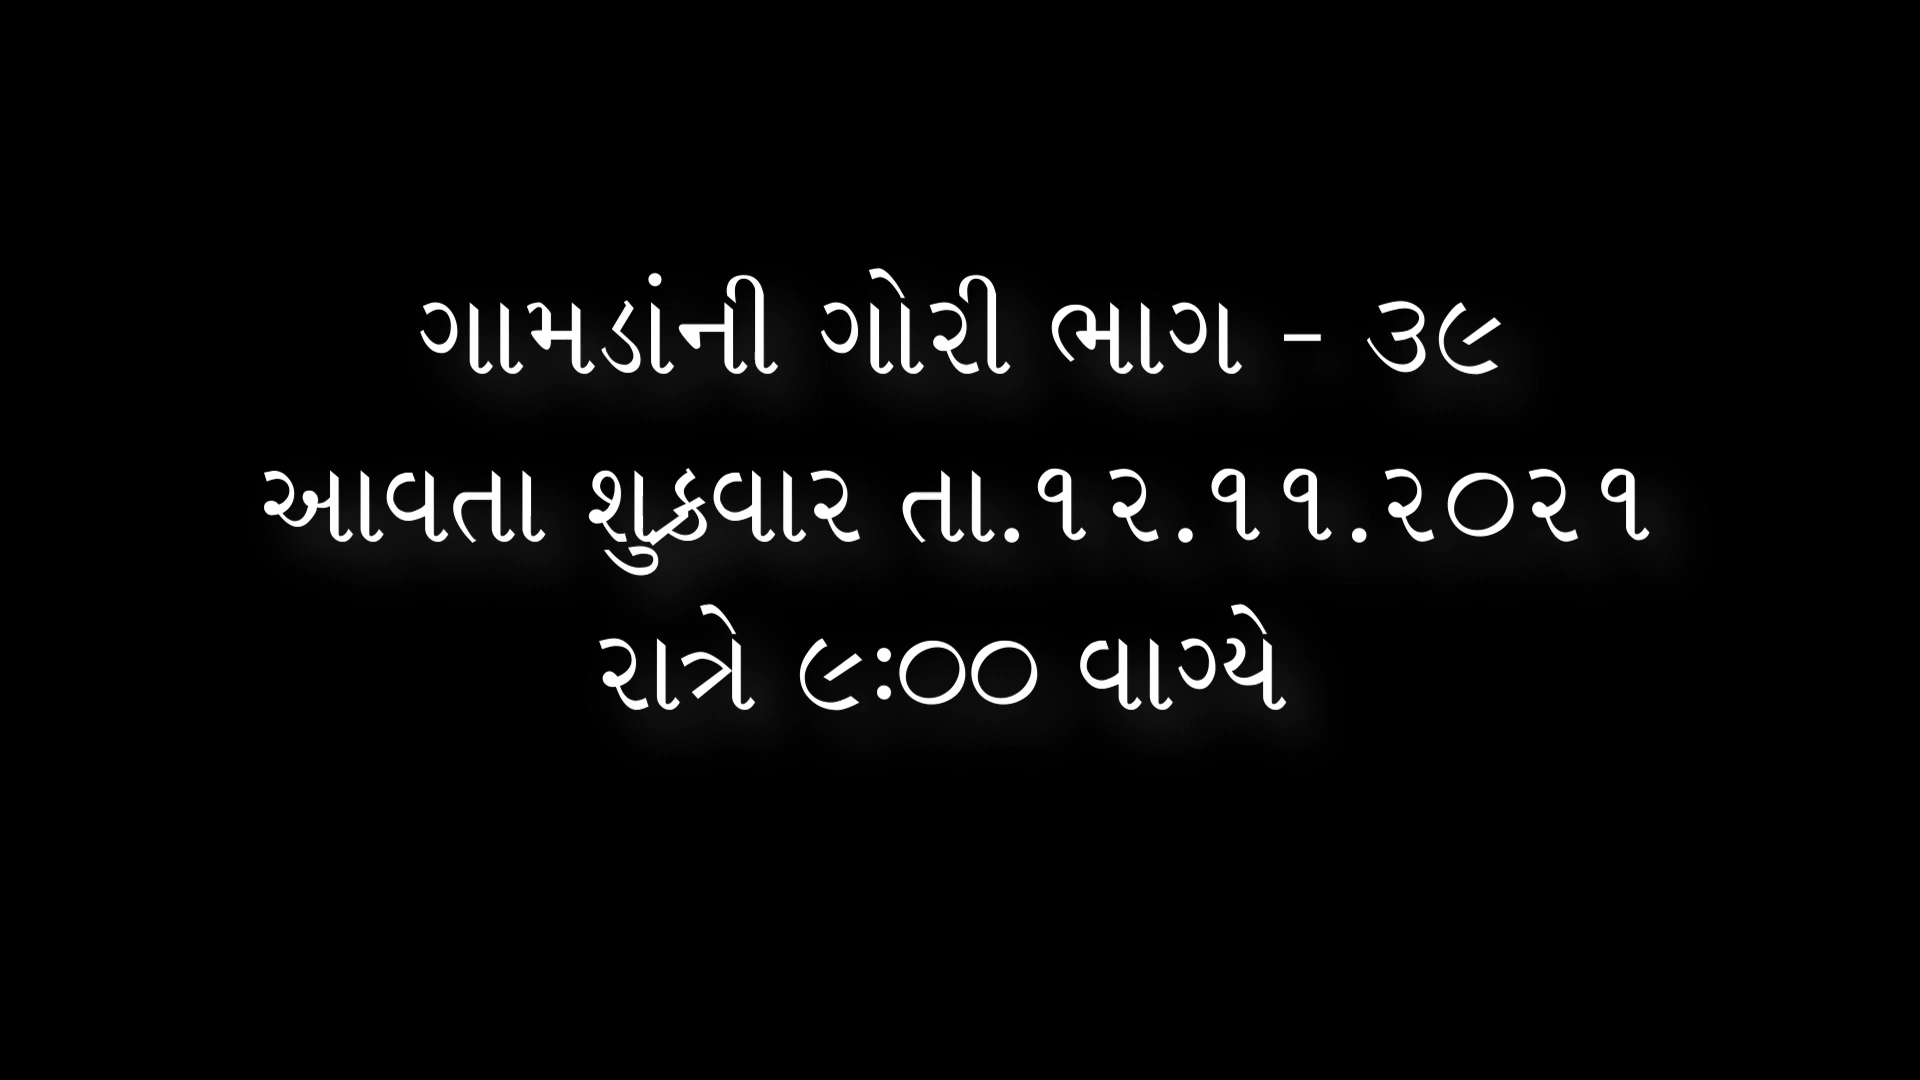 ગામડાંની ગોરી ભાગ - ૩૯
આવતા શુક્રવાર તા.૧૨.૧૧.૨૦૨૧
રાત્રે ૯:૦૦ વાગ્યે